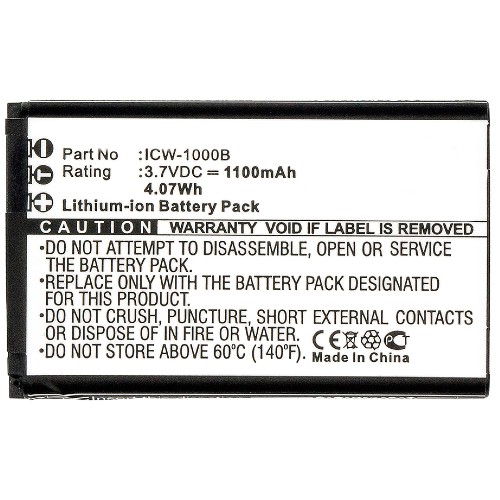 Part No :ICW-1000B
Rating :3.7VDC ⎓ 1100mAh
4.07Wh
Lithium-ion Battery Pack
CAUTION WARRANTY VOID IF LABEL IS REMOVED
•DO NOT ATTEMPT TO DISASSEMBLE, OPEN OR SERVICE
THE BATTERY PACK.
•REPLACE ONLY WITH THE BATTERY PACK DESIGNATED
FOR THIS PRODUCT.
•DO NOT CRUSH, PUNCTURE, SHORT EXTERNAL CONTACTS
OR DISPOSE OF IN FIRE OR WATER.
•DO NOT STORE ABOVE 60°C (140°F).
Made In China